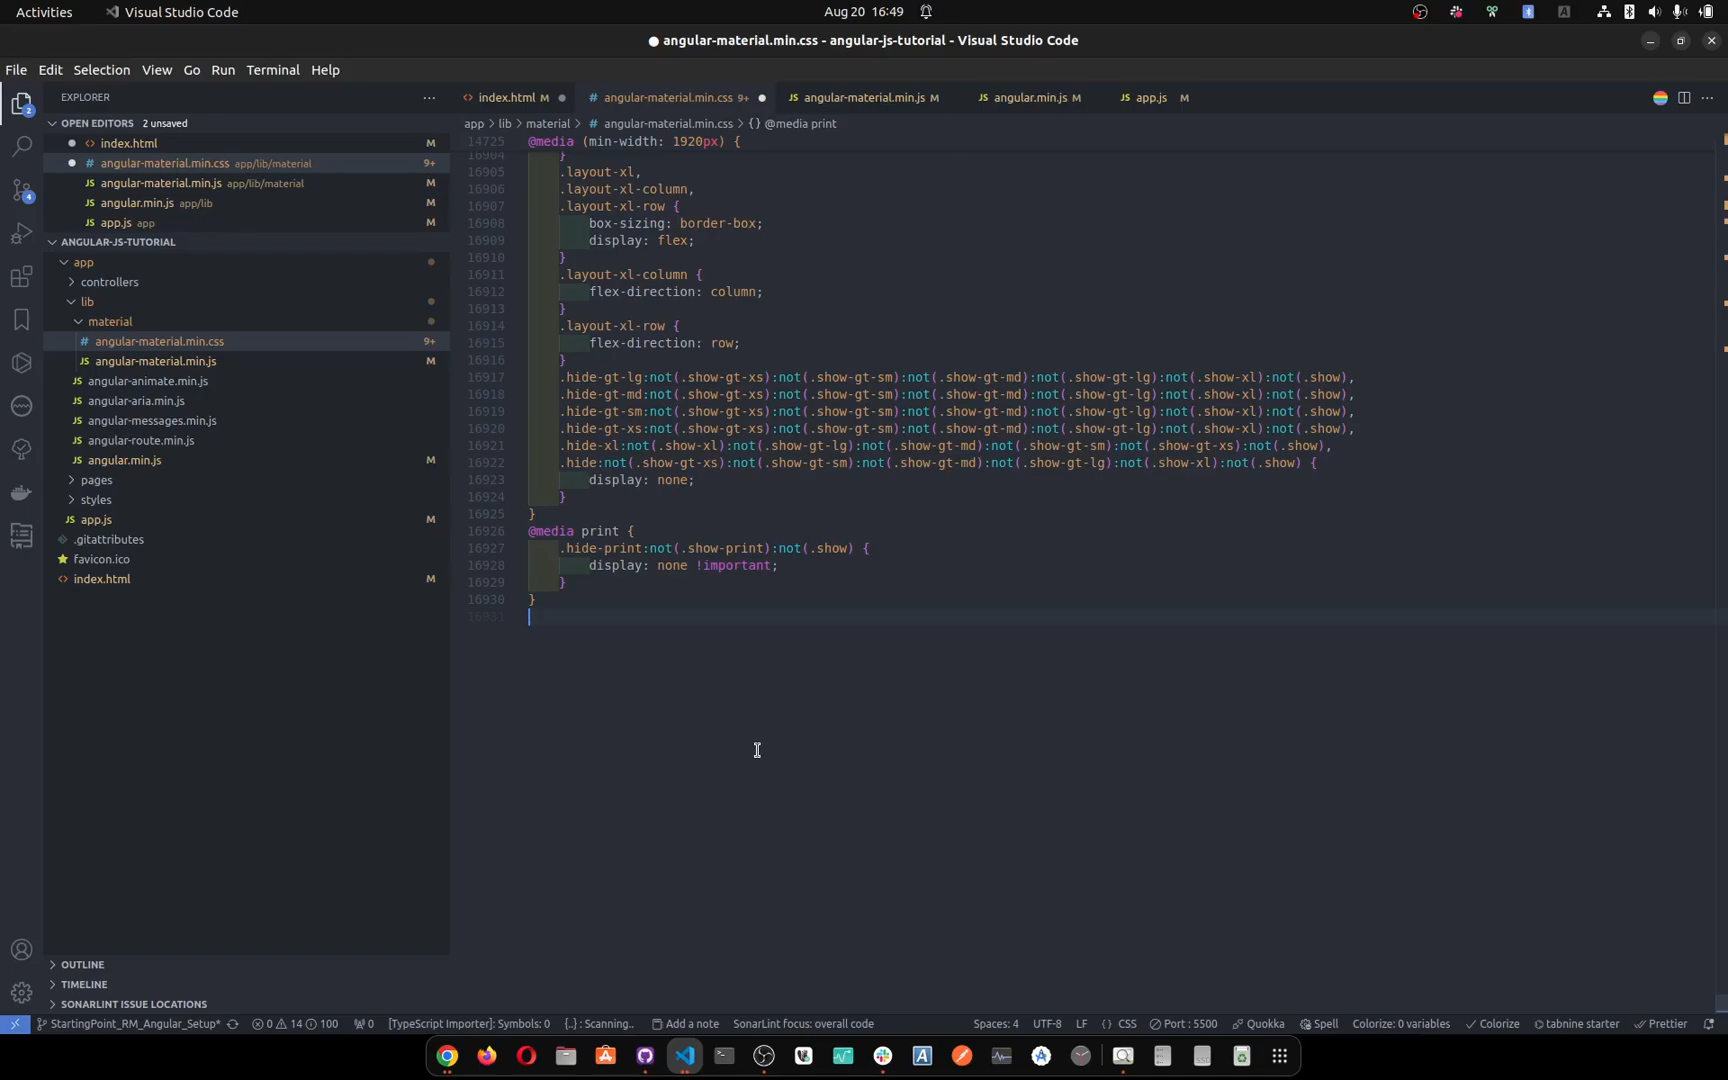 Activities
Visual Studio Code
Aug 20 16:49
angular-material.min.css - angular-js-tutorial - Visual Studio Code
File Edit Selection View Go Run Terminal Help
EXPLORER
index.html M
angular-material.min.css 9+
angular-material.min.js M
angular.min.js M
app.js M
OPEN EDITORS 2 unsaved
index.html M
angular-material.min.css app/lib/material 9+
angular-material.min.js app/lib/material M
angular.min.js app/lib M
app.js app M
ANGULAR-JS-TUTORIAL
app
controllers
lib
material
angular-material.min.css 9+
angular-material.min.js M
angular-animate.min.js
angular-aria.min.js
angular-messages.min.js
angular-route.min.js
angular.min.js M
pages
styles
app.js M
.gitattributes
favicon.ico
index.html M
OUTLINE
TIMELINE
SONARLINT ISSUE LOCATIONS
app > lib > material > # angular-material.min.css > {} @media print
14725 @media (min-width: 1920px) {
16904 }
16905 .layout-xl,
16906 .layout-xl-column,
16907 .layout-xl-row {
16908 box-sizing: border-box;
16909 display: flex;
16910 }
16911 .layout-xl-column {
16912 flex-direction: column;
16913 }
16914 .layout-xl-row {
16915 flex-direction: row;
16916 }
16917 .hide-gt-lg:not(.show-gt-xs):not(.show-gt-sm):not(.show-gt-md):not(.show-gt-lg):not(.show-xl):not(.show),
16918 .hide-gt-md:not(.show-gt-xs):not(.show-gt-sm):not(.show-gt-md):not(.show-gt-lg):not(.show-xl):not(.show),
16919 .hide-gt-sm:not(.show-gt-xs):not(.show-gt-sm):not(.show-gt-md):not(.show-gt-lg):not(.show-xl):not(.show),
16920 .hide-gt-xs:not(.show-gt-xs):not(.show-gt-sm):not(.show-gt-md):not(.show-gt-lg):not(.show-xl):not(.show),
16921 .hide-xl:not(.show-xl):not(.show-gt-lg):not(.show-gt-md):not(.show-gt-sm):not(.show-gt-xs):not(.show),
16922 .hide:not(.show-gt-xs):not(.show-gt-sm):not(.show-gt-md):not(.show-gt-lg):not(.show-xl):not(.show) {
16923 display: none;
16924 }
16925 }
16926 @media print {
16927 .hide-print:not(.show-print):not(.show) {
16928 display: none !important;
16929 }
16930 }
16931
StartingPoint_RM_Angular_Setup* 0 14 100 0 [TypeScript Importer]: Symbols: 0 {..} : Scanning.. Add a note SonarLint focus: overall code Spaces: 4 UTF-8 LF {} CSS Port : 5500 Quokka Spell Colorize: 0 variables Colorize tabnine starter Prettier